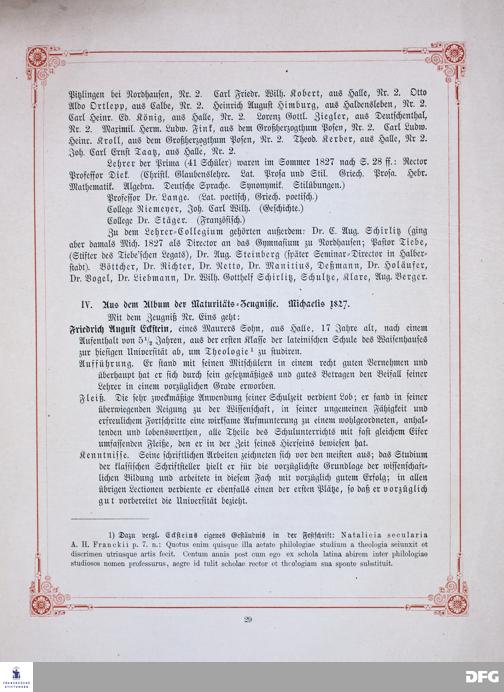 Pitzlingen bei Nordhausen, Nr. 2. Carl Friedr. Wilh. Kobert, aus Halle, Nr. 2. Otto
Aldo Ortlepp, aus Calbe, Nr. 2. Heinrich August Himburg, aus Haldensleben, Nr. 2.
Carl Heinr. Ed. König, aus Halle, Nr. 2. Lorenz Gottl. Ziegler, aus Deutschenthal,
Nr. 2. Maximil. Herm. Ludw. Fink, aus dem Großherzogthum Posen, Nr. 2. Carl Ludw.
Heinr. Kroll, aus dem Großherzogthum Posen, Nr. 2. Theod. Kerber, aus Halle, Nr 2.
Joh. Carl Ernst Taatz, aus Halle, Nr. 2.
Lehrer der Prima (41 Schüler) waren im Sommer 1827 nach S. 28 ff.: Rector
Professor Diek. (Christl. Glaubenslehre. Lat. Prosa und Stil. Griech. Prosa. Hebr.
Mathematik. Algebra. Deutsche Sprache. Synonymik. Stilübungen.)
Professor Dr. Lange. (Lat. poetisch, Griech. poetisch.)
College Niemeyer, Joh. Carl Wilh. (Geschichte.)
College Dr. Stäger. (Französisch.)
Zu dem Lehrer-Collegium gehörten außerdem: Dr. C. Aug. Schirlitz (ging
aber damals Mich. 1827 als Director an das Gymnasium zu Nordhausen; Pastor Tiebe,
(Stifter des Tiebe'schen Legats), Dr. Aug. Steinberg (später Seminar-Director in Halber-
stadt). Böttcher, Dr. Richter, Dr. Netto, Dr. Manitius, Deßmann, Dr. Holäufer,
Dr. Vogel, Dr. Liebmann, Dr. Wilh. Gotthelf Schirlitz, Schultze, Klare, Aug. Berger.
IV. Aus dem Album der Maturitäts-Zeugnisse. Michaelis 1827.
Mit dem Zeugniß Nr. Eins geht:
Friedrich August Eckstein, eines Maurers Sohn, aus Halle, 17 Jahre alt, nach einem
Aufenthalt von 5½ Jahren, aus der ersten Klasse der lateinischen Schule des Waisenhauses
zur hiesigen Universität ab, um Theologie¹ zu studiren.
Aufführung. Er stand mit seinen Mitschülern in einem recht guten Vernehmen und
überhaupt hat er sich durch sein gesetzmäßiges und gutes Betragen den Beifall seiner
Lehrer in einem vorzüglichen Grade erworben.
Fleiß. Die sehr zweckmäßige Anwendung seiner Schulzeit verdient Lob; er fand in seiner
überwiegenden Neigung zu der Wissenschaft, in seiner ungemeinen Fähigkeit und
erfreulichem Fortschritte eine wirksame Aufmunterung zu einem wohlgeordneten, anhal-
tenden und lobenswerthen, alle Theile des Schulunterrichts mit fast gleichem Eifer
umfassenden Fleiße, den er in der Zeit seines Hierseins bewiesen hat.
Kenntnisse. Seine schriftlichen Arbeiten zeichneten sich vor den meisten aus; das Studium
der klassischen Schriftsteller hielt er für die vorzüglichste Grundlage der wissenschaft-
lichen Bildung und arbeitete in diesem Fach mit vorzüglich gutem Erfolg; in allen
übrigen Lectionen verdiente er ebenfalls einen der ersten Plätze, so daß er vorzüglich
gut vorbereitet die Universität bezieht.
1) Dazu vergl. Ecksteins eigenes Geständniß in der Festschrift: Natalicia secularia
A. H. Franckii p. 7. n.: Quotus enim quisque illa aetate philologiae studium a theologia seiunxit et
discrimen utriusque artis fecit. Centum annis post cum ego ex schola latina abirem inter philologiae
studiosos nomen professurus, aegre id tulit scholae rector et theologiam sua sponte substituit.
29
DFG